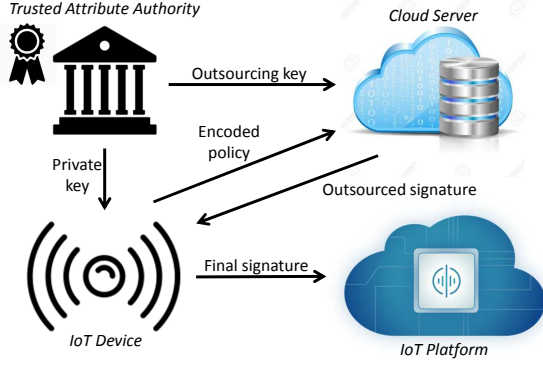 Trusted Attribute Authority
Cloud Server
Outsourcing key
Encoded
policy
Private
key
Outsourced signature
Final signature
IoT Device
IoT Platform